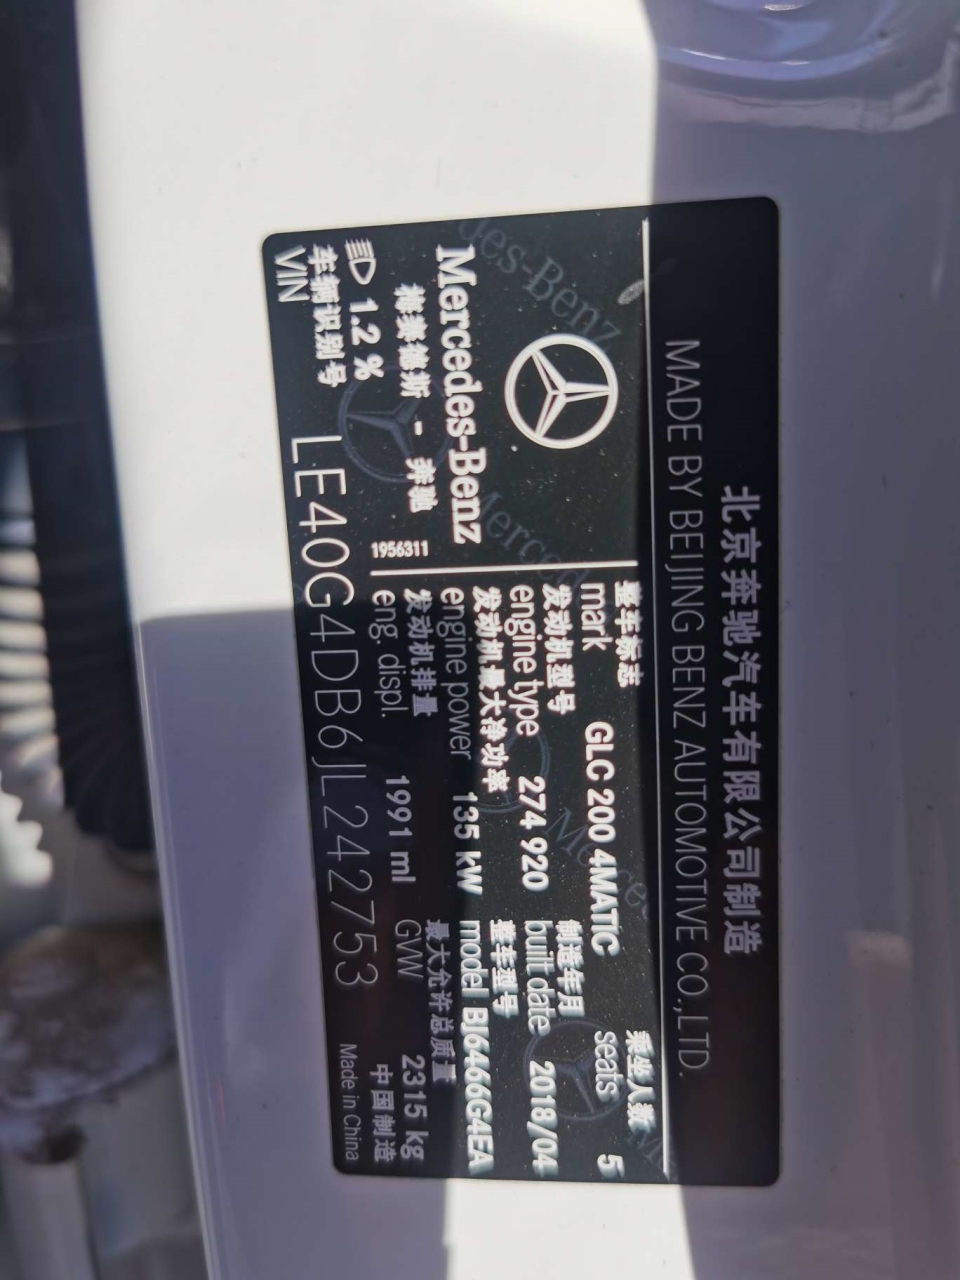 北京奔驰汽车有限公司制造
MADE BY BEIJING BENZ AUTOMOTIVE CO.,LTD.
Mercedes-Benz
梅赛德斯 - 奔驰
1.2 %
1956311
整车标志
mark GLC 200 4MATIC
乘坐人数
seats 5
发动机型号
engine type 274 920
制造年月
built date 2018/04
发动机最大净功率
engine power 135 kW
整车型号
model BJ6466G4EA
发动机排量
eng. displ. 1991 ml
最大允许总质量
GVW 2315 kg
车辆识别号
VIN LE40G4DB6JL242753
中国制造
Made in China
des-Benz
Merced
Merce
M